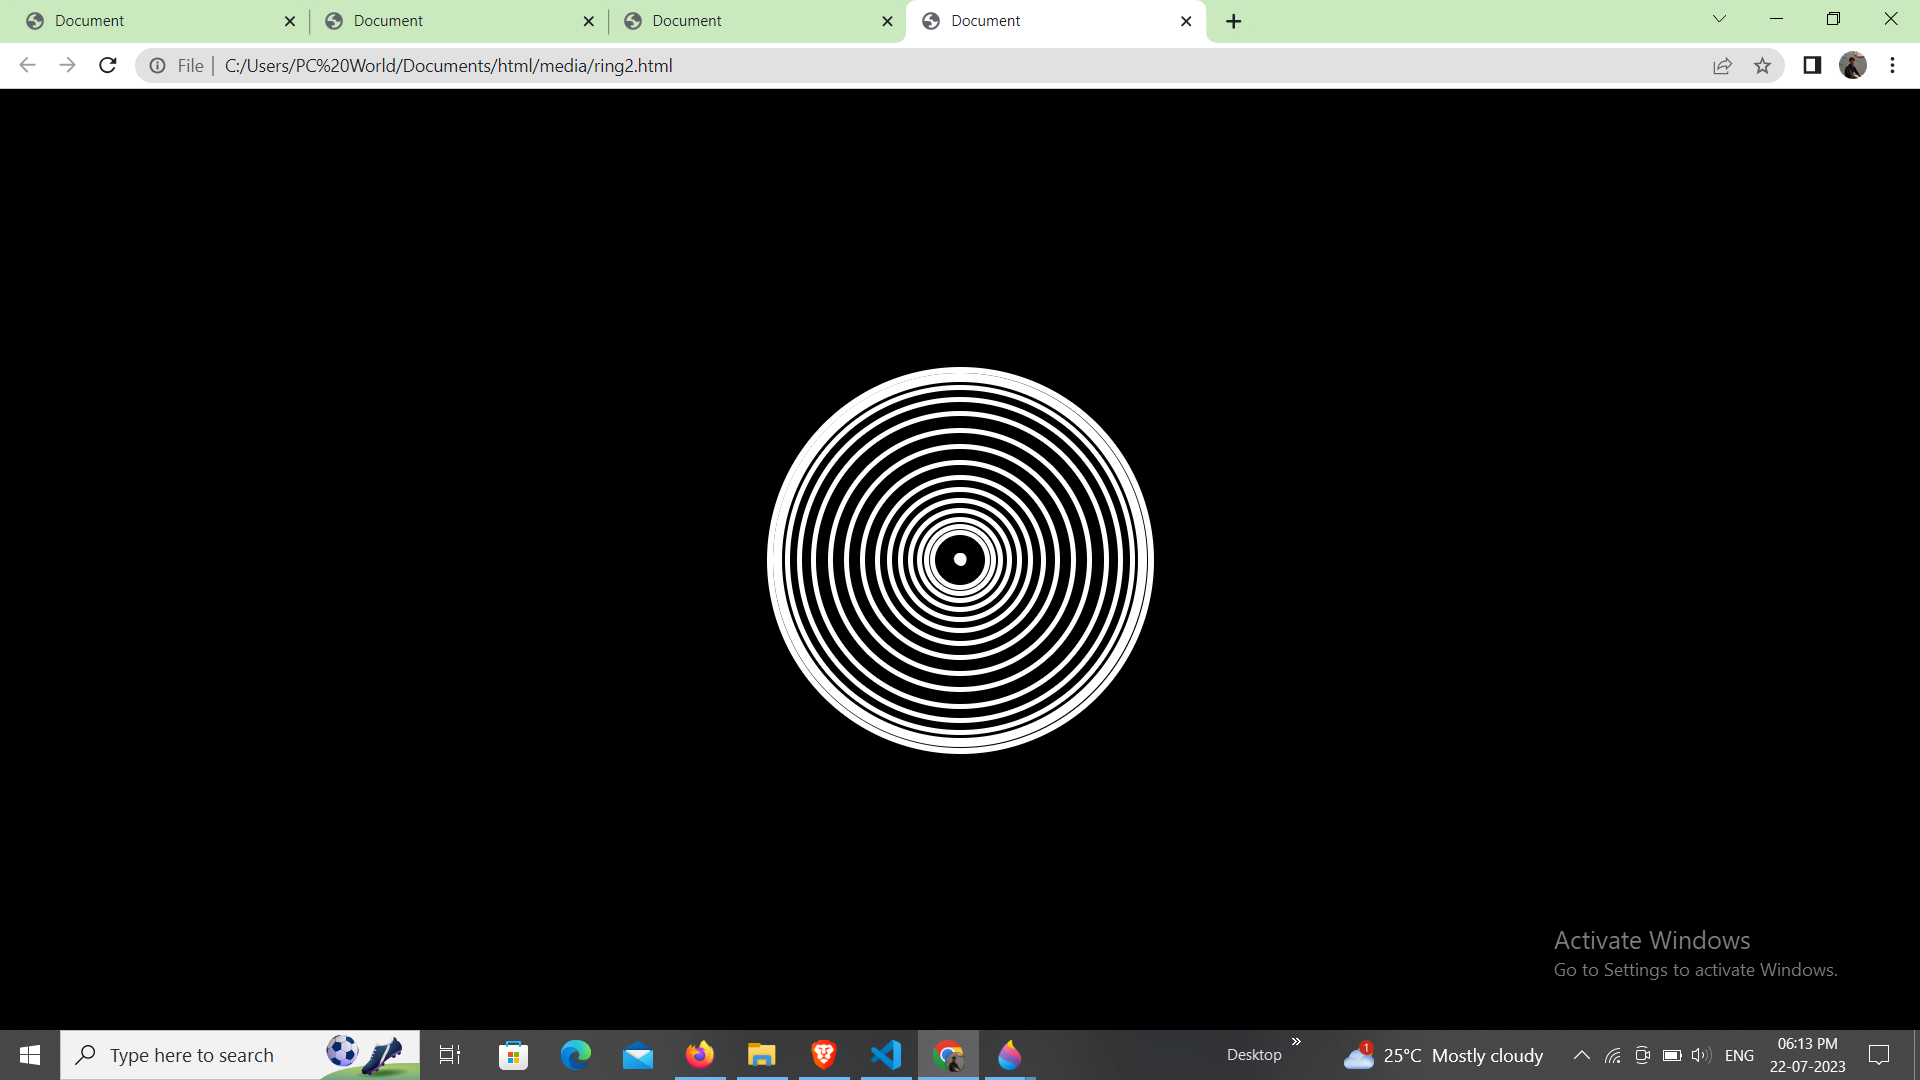 Document
Document
Document
Document
File
C:/Users/PC%20World/Documents/html/media/ring2.html
Activate Windows
Go to Settings to activate Windows.
Type here to search
Desktop
1
25°C Mostly cloudy
ENG
06:13 PM
22-07-2023